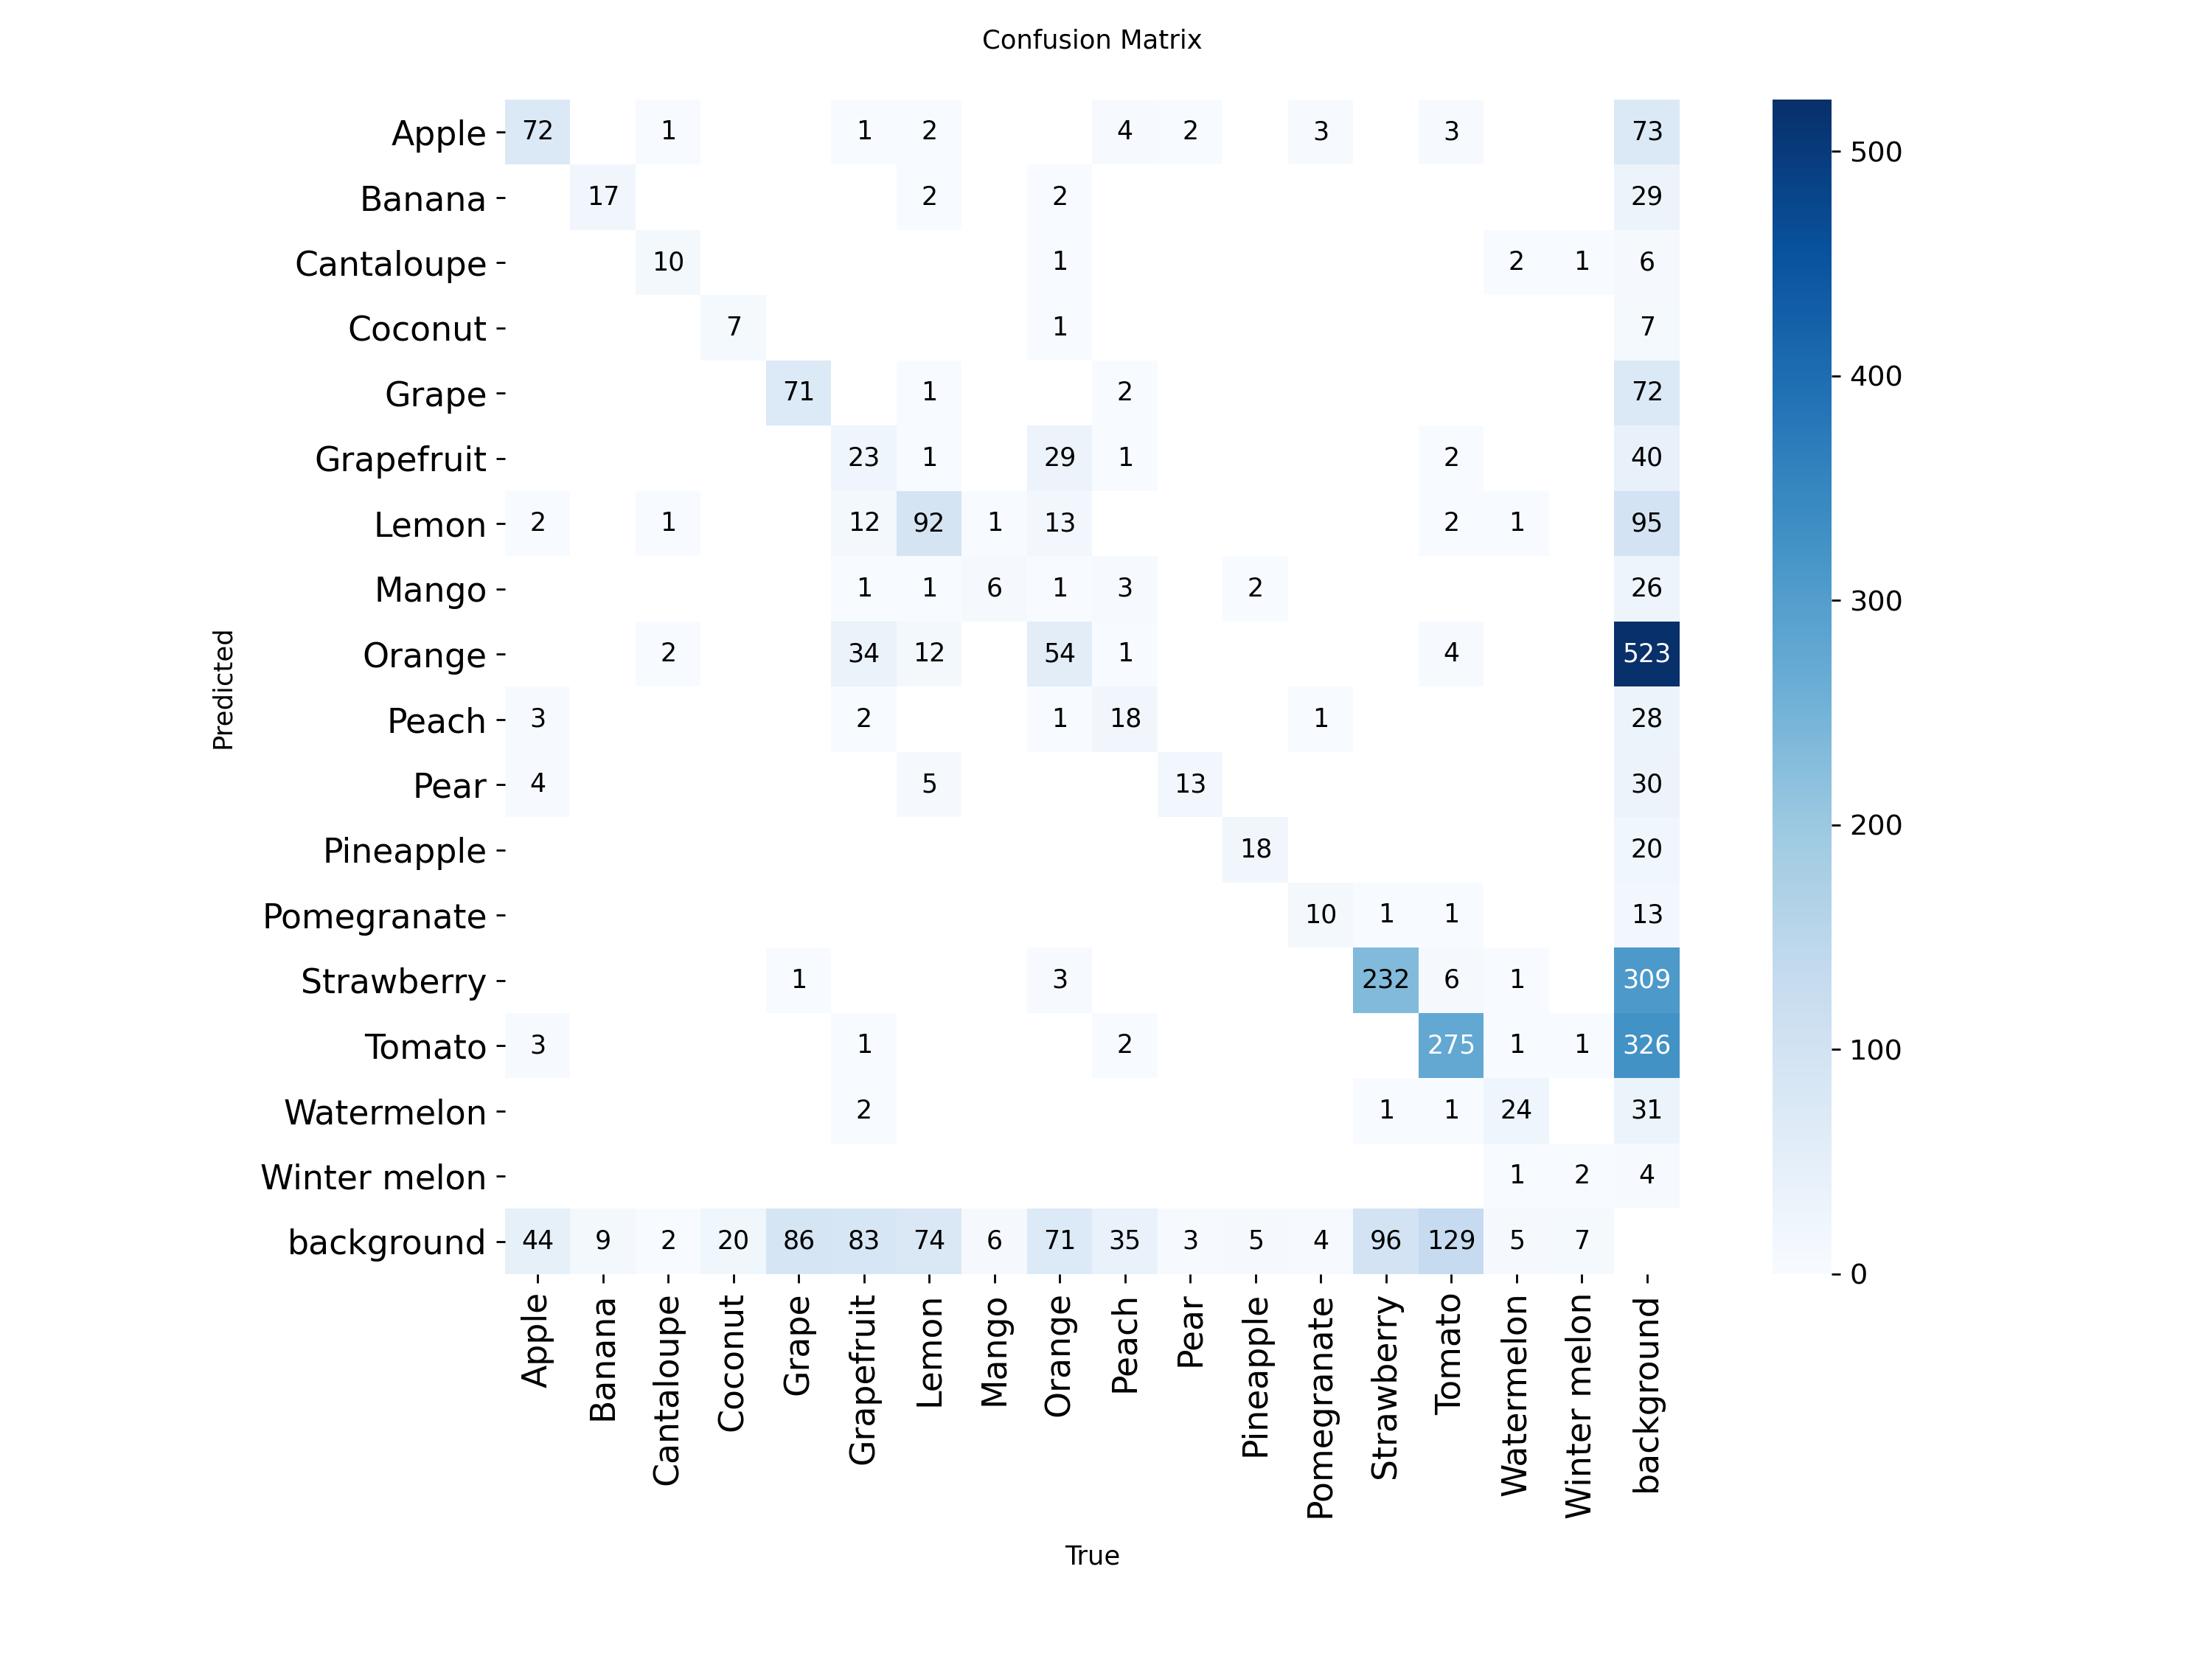 Confusion Matrix
Apple 72 1 1 2 4 2 3 3 73
Banana 17 2 2 29
Cantaloupe 10 1 2 1 6
Coconut 7 1 7
Grape 71 1 2 72
Grapefruit 23 1 29 1 2 40
Lemon 2 1 12 92 1 13 2 1 95
Mango 1 1 6 1 3 2 26
Orange 2 34 12 54 1 4 523
Peach 3 2 1 18 1 28
Pear 4 5 13 30
Pineapple 18 20
Pomegranate 10 1 1 13
Strawberry 1 3 232 6 1 309
Tomato 3 1 2 275 1 1 326
Watermelon 2 1 1 24 31
Winter melon 1 2 4
background 44 9 2 20 86 83 74 6 71 35 3 5 4 96 129 5 7
Predicted
Apple
Banana
Cantaloupe
Coconut
Grape
Grapefruit
Lemon
Mango
Orange
Peach
Pear
Pineapple
Pomegranate
Strawberry
Tomato
Watermelon
Winter melon
background
True
500
400
300
200
100
0